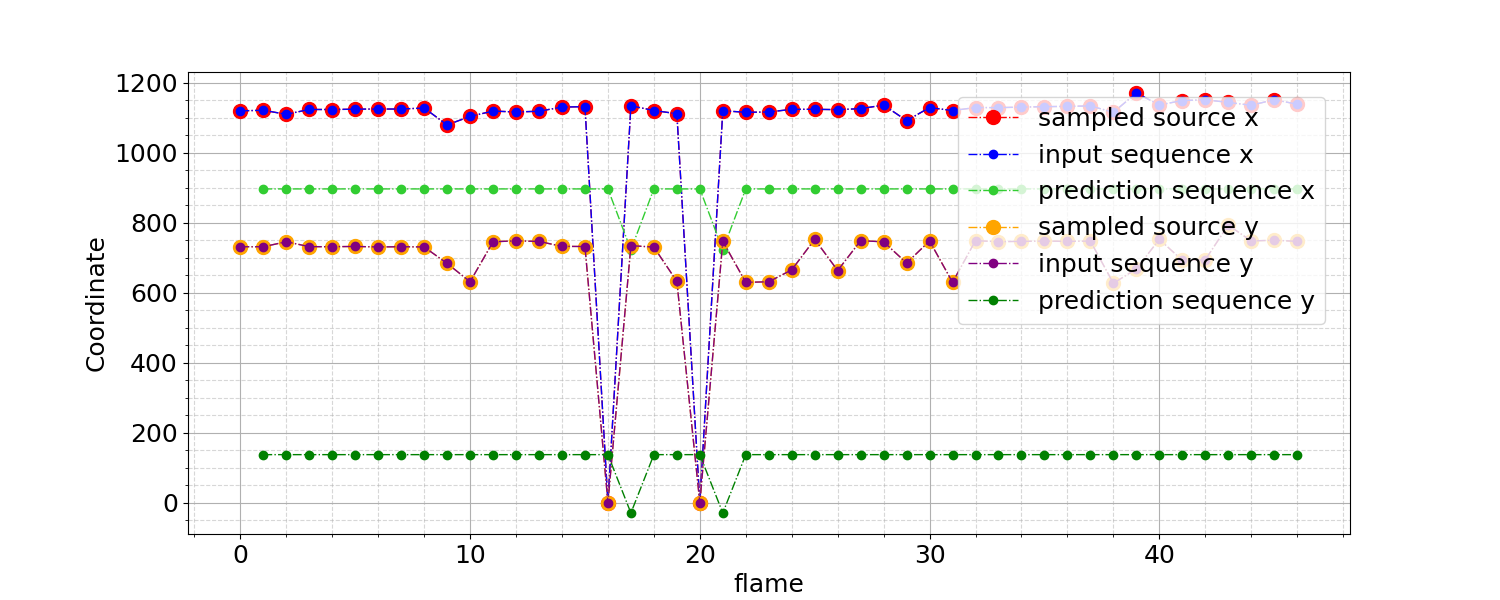 1200
1000
800
600
400
200
0
Coordinate
0 10 20 30 40
flame
sampled source x
input sequence x
prediction sequence x
sampled source y
input sequence y
prediction sequence y